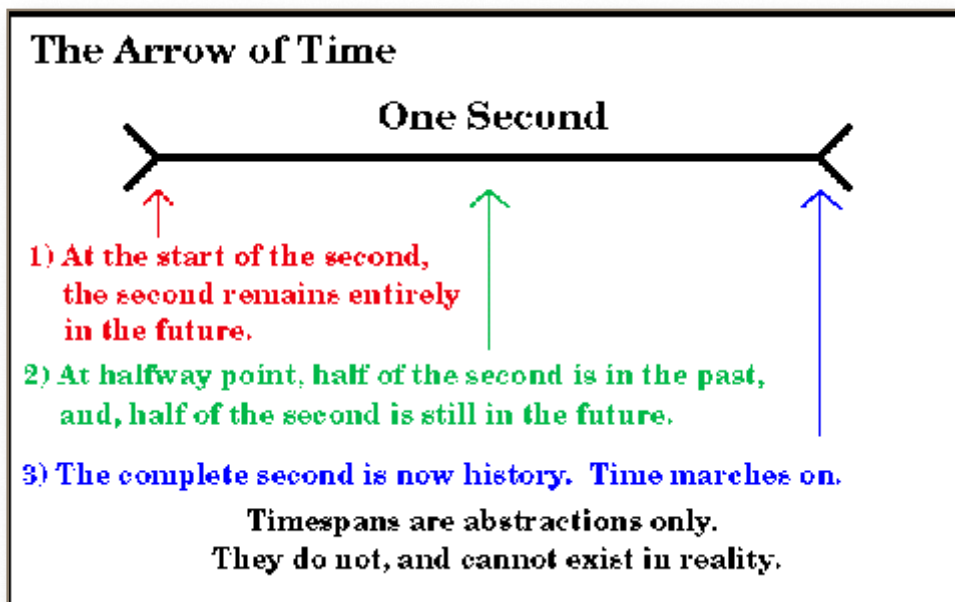 The Arrow of Time
One Second
1) At the start of the second,
the second remains entirely
in the future.
2) At halfway point, half of the second is in the past,
and, half of the second is still in the future.
3) The complete second is now history. Time marches on.
Timespans are abstractions only.
They do not, and cannot exist in reality.